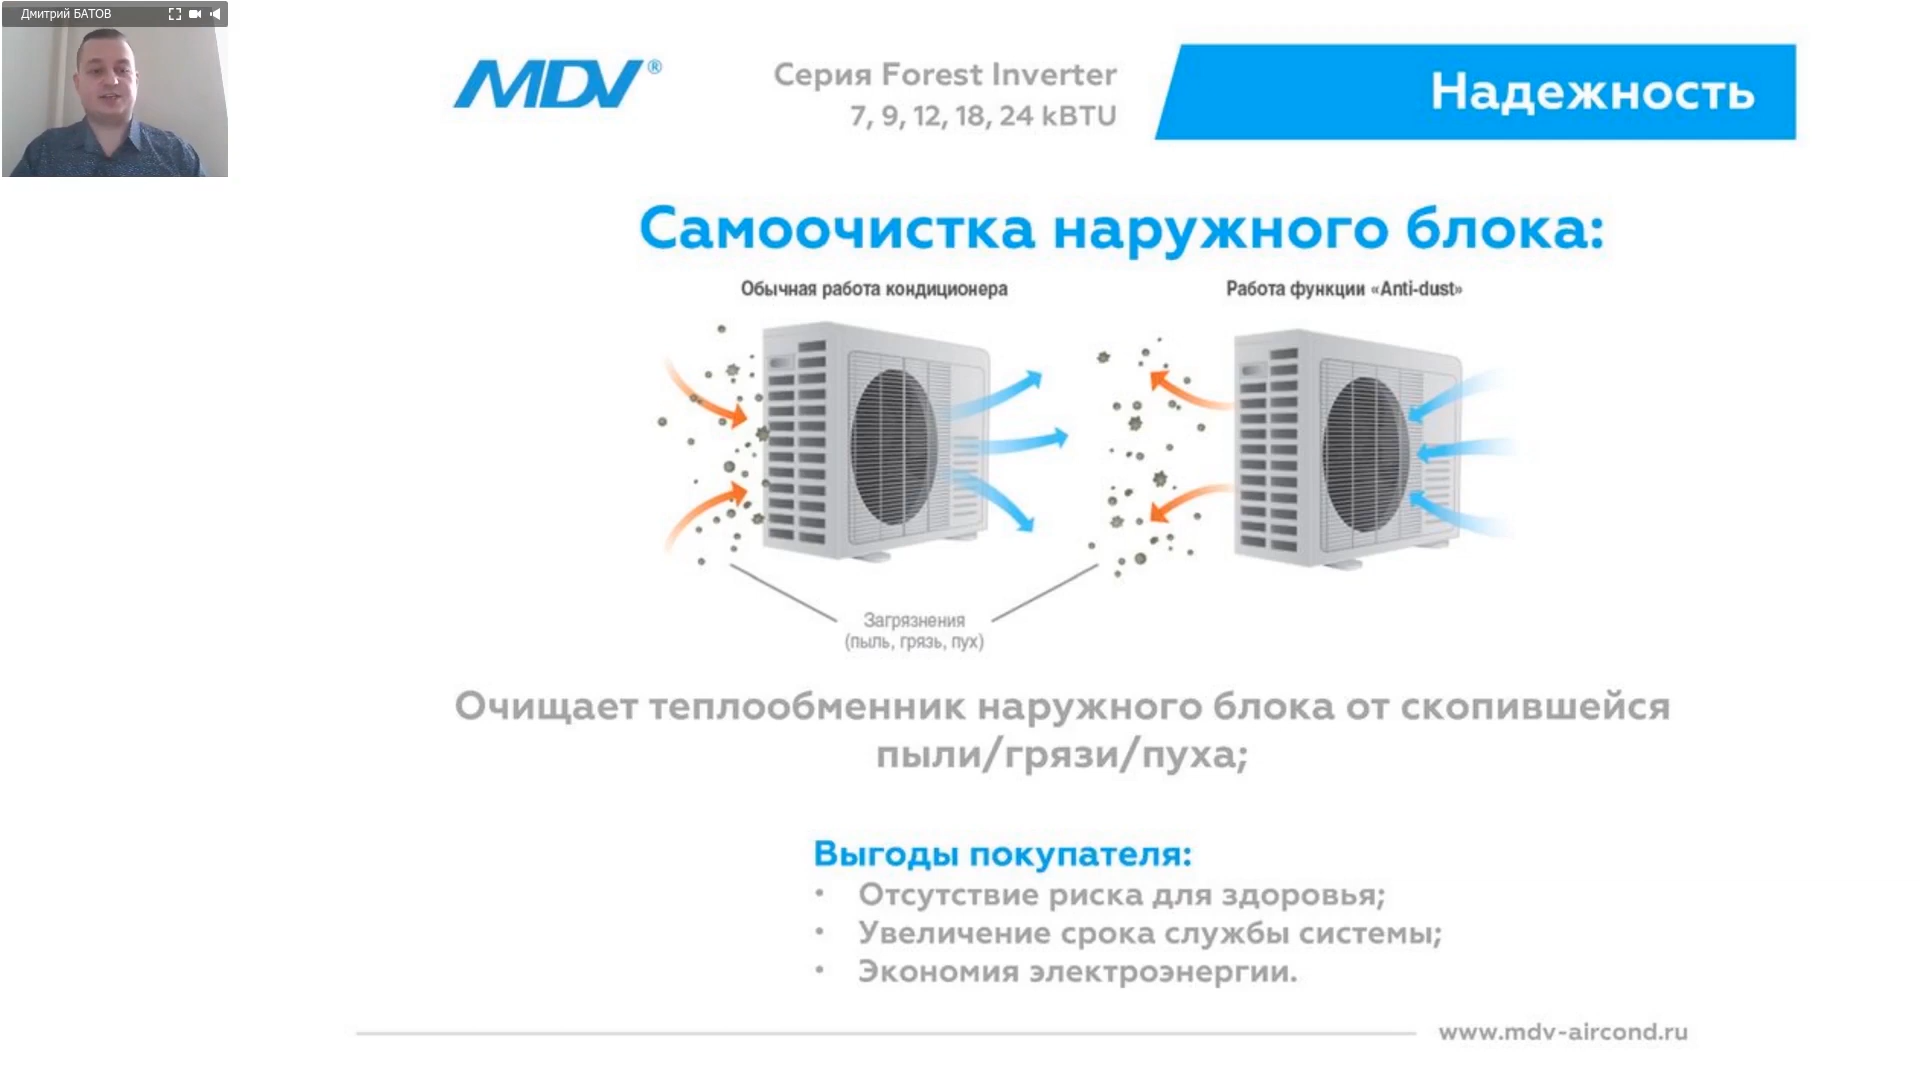 Дмитрий БАТОВ
MDV®
Серия Forest Inverter
7, 9, 12, 18, 24 kBTU
Надежность
Самоочистка наружного блока:
Обычная работа кондиционера
Работа функции «Anti-dust»
Загрязнения
(пыль, грязь, пух)
Очищает теплообменник наружного блока от скопившейся
пыли/грязи/пуха;
Выгоды покупателя:
• Отсутствие риска для здоровья;
• Увеличение срока службы системы;
• Экономия электроэнергии.
www.mdv-aircond.ru